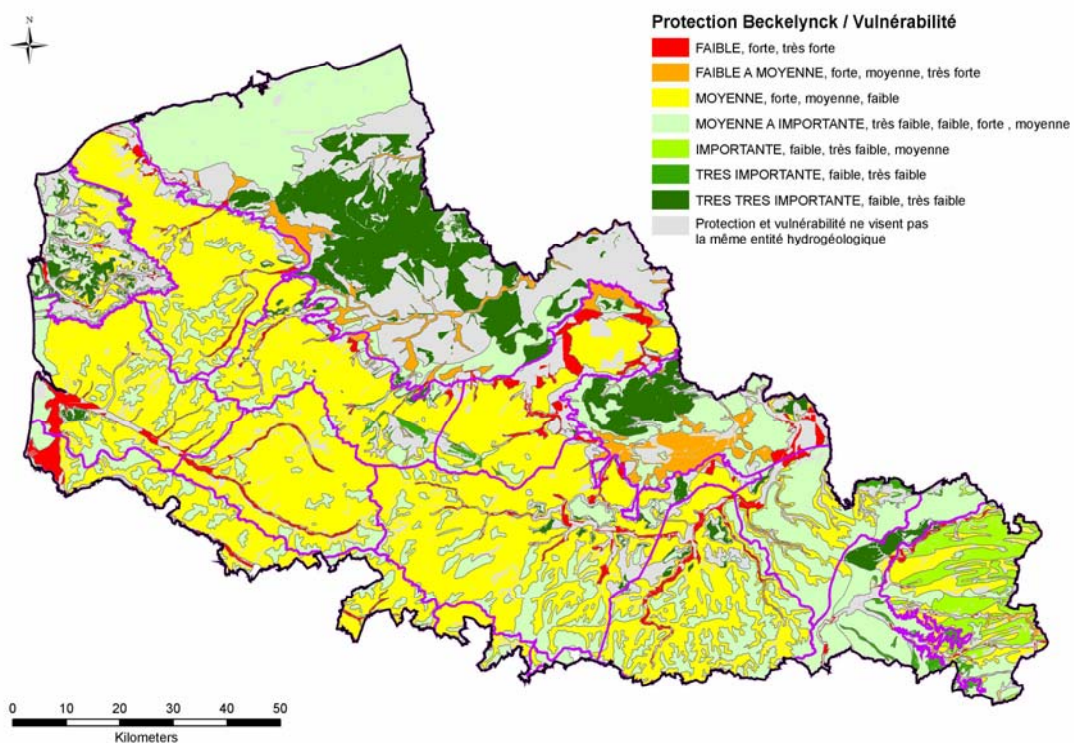 N
Protection Beckelynck / Vulnérabilité
FAIBLE, forte, très forte
FAIBLE A MOYENNE, forte, moyenne, très forte
MOYENNE, forte, moyenne, faible
MOYENNE A IMPORTANTE, très faible, faible, forte , moyenne
IMPORTANTE, faible, très faible, moyenne
TRES IMPORTANTE, faible, très faible
TRES TRES IMPORTANTE, faible, très faible
Protection et vulnérabilité ne visent pas
la même entité hydrogéologique
0 10 20 30 40 50
Kilometers